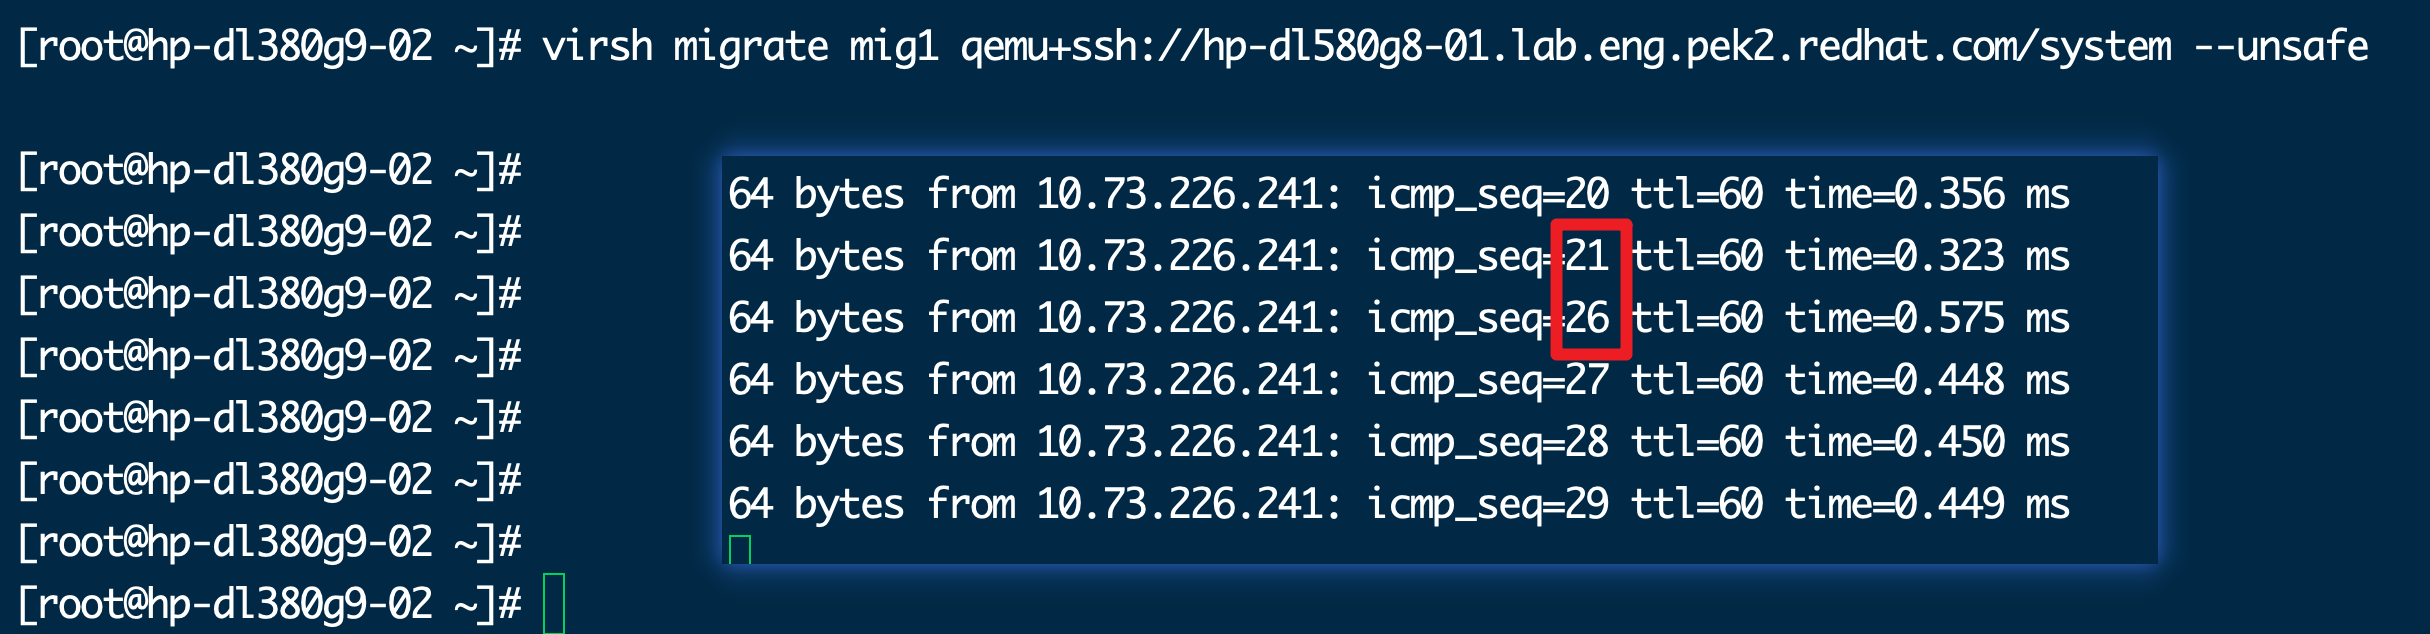 [root@hp-dl380g9-02 ~]# virsh migrate mig1 qemu+ssh://hp-dl580g8-01.lab.eng.pek2.redhat.com/system --unsafe
[root@hp-dl380g9-02 ~]#
[root@hp-dl380g9-02 ~]#
[root@hp-dl380g9-02 ~]#
[root@hp-dl380g9-02 ~]#
[root@hp-dl380g9-02 ~]#
[root@hp-dl380g9-02 ~]#
[root@hp-dl380g9-02 ~]#
[root@hp-dl380g9-02 ~]#
64 bytes from 10.73.226.241: icmp_seq=20 ttl=60 time=0.356 ms
64 bytes from 10.73.226.241: icmp_seq=21 ttl=60 time=0.323 ms
64 bytes from 10.73.226.241: icmp_seq=26 ttl=60 time=0.575 ms
64 bytes from 10.73.226.241: icmp_seq=27 ttl=60 time=0.448 ms
64 bytes from 10.73.226.241: icmp_seq=28 ttl=60 time=0.450 ms
64 bytes from 10.73.226.241: icmp_seq=29 ttl=60 time=0.449 ms